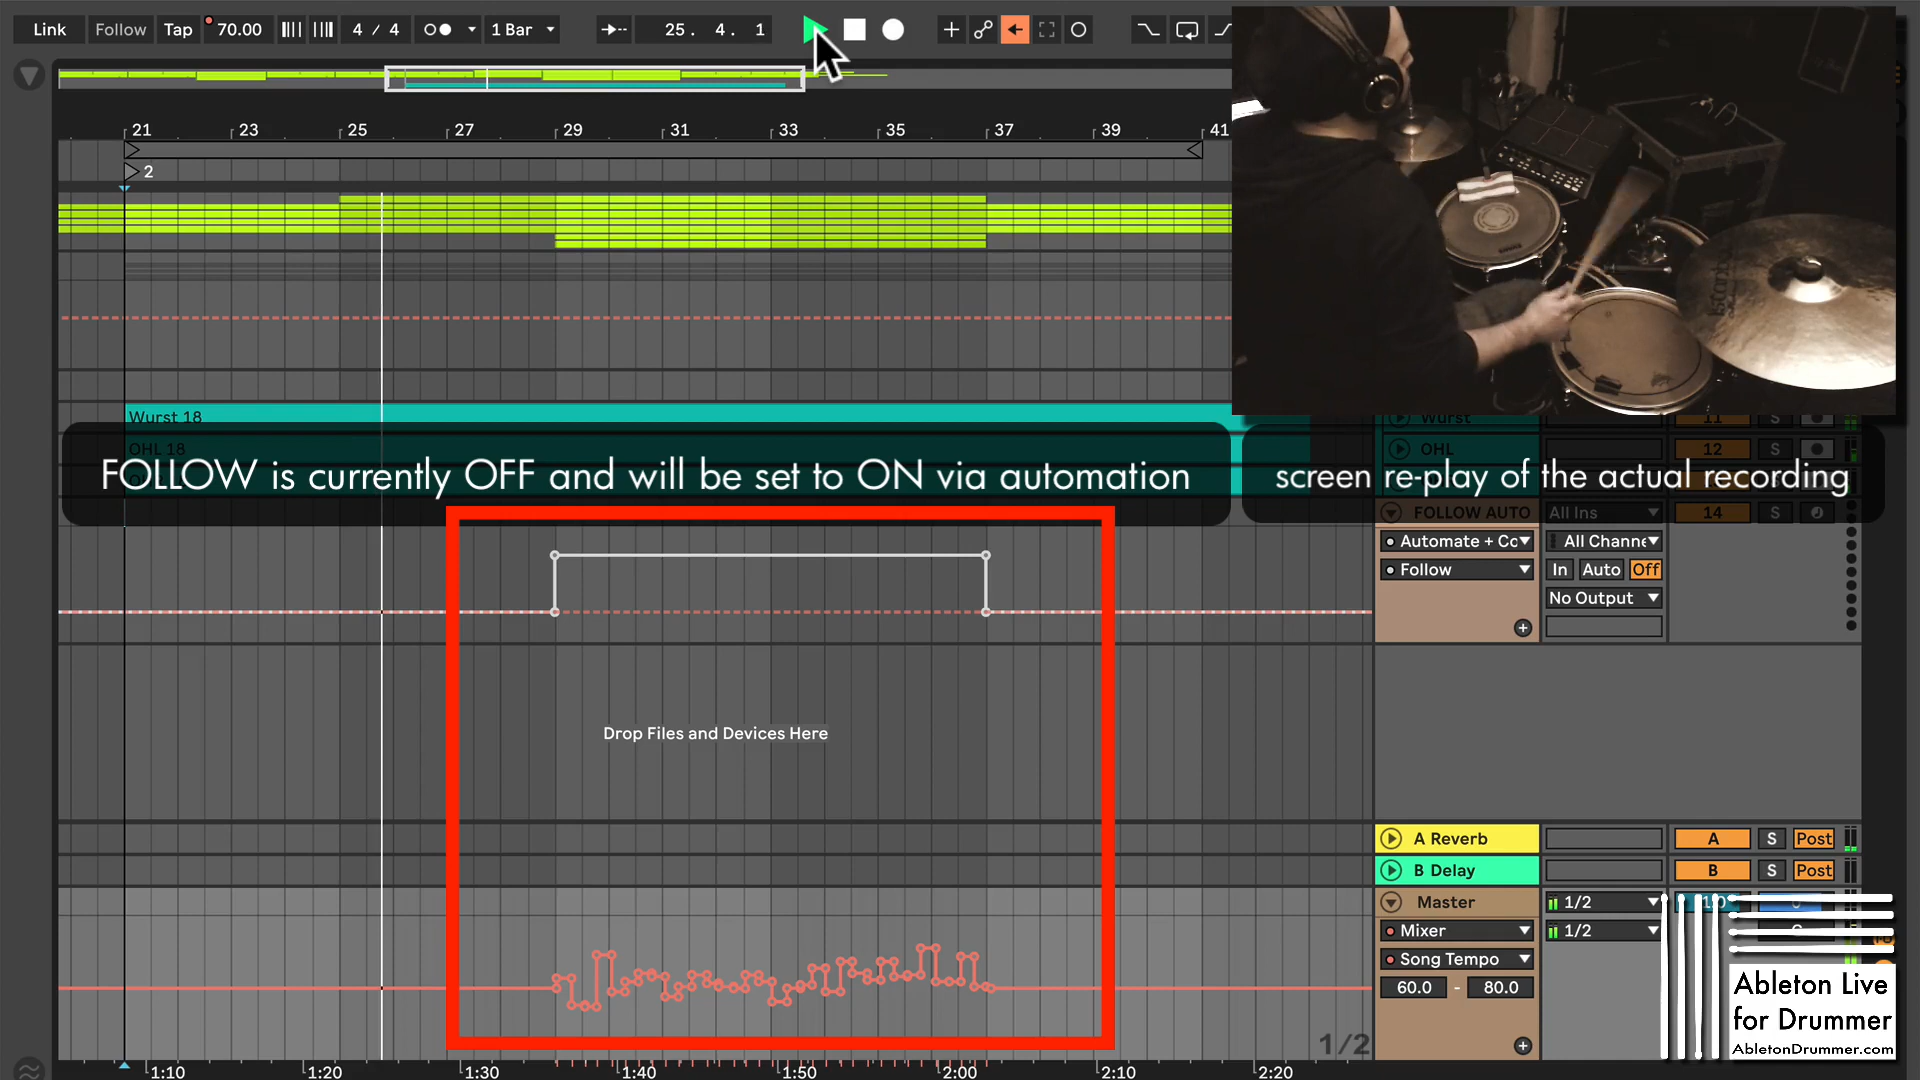 Link Follow Tap 70.00 4 / 4 1 Bar 25. 4. 1
21 23 25 27 29 31 33 35 37 39 41
2
Wurst 18
Wurst 11 S
OHL 18
OHL 12 S
FOLLOW is currently OFF and will be set to ON via automation
screen re-play of the actual recording
FOLLOW AUTO All Ins 14 S
Automate + Cc All Channe
Follow In Auto Off
No Output
Drop Files and Devices Here
A Reverb A S Post
B Delay B S Post
Master 1/2
Mixer 1/2
Song Tempo
60.0 - 80.0
1/2
Ableton Live
for Drummer
AbletonDrummer.com
1:10 1:20 1:30 1:40 1:50 2:00 2:10 2:20